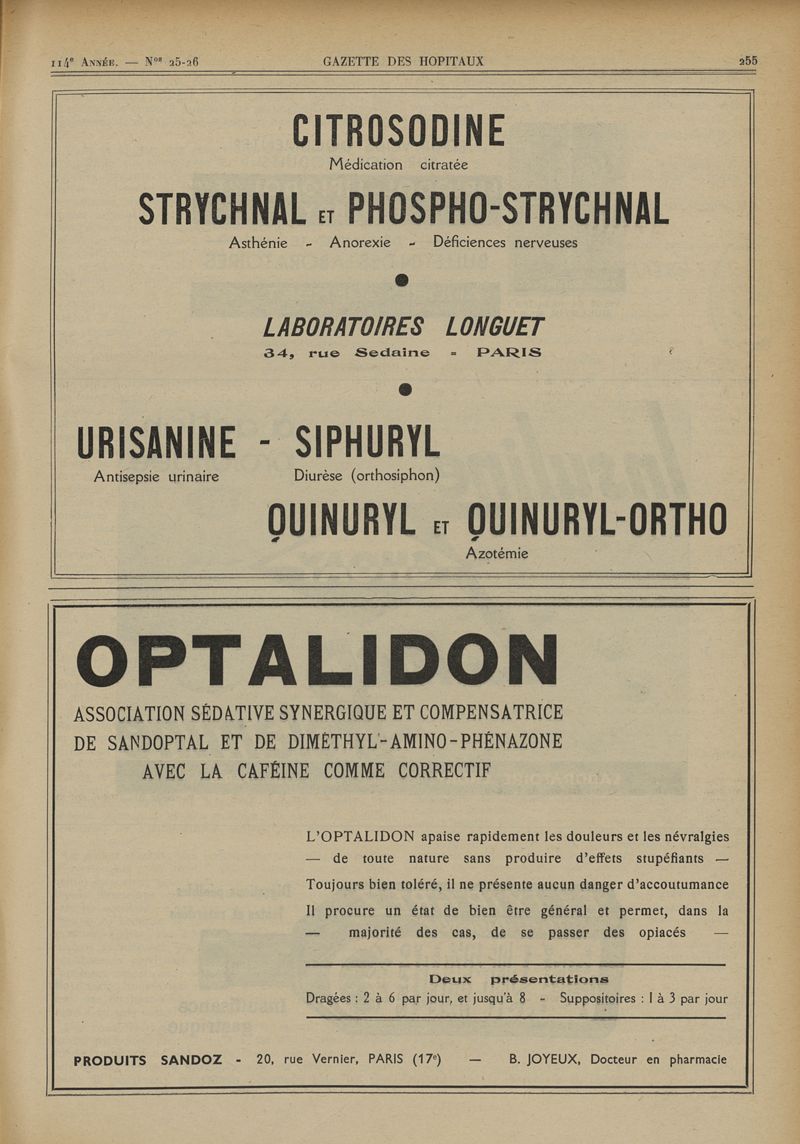 114e Année. — Nos 25-26 GAZETTE DES HOPITAUX 255
CITROSODINE
Médication citratée
STRYCHNAL ET PHOSPHO-STRYCHNAL
Asthénie - Anorexie - Déficiences nerveuses
LABORATOIRES LONGUET
34, rue Sedaine - PARIS
URISANINE - SIPHURYL
Antisepsie urinaire Diurèse (orthosiphon)
QUINURYL ET QUINURYL-ORTHO
Azotémie
OPTALIDON
ASSOCIATION SÉDATIVE SYNERGIQUE ET COMPENSATRICE
DE SANDOPTAL ET DE DIMÉTHYL-AMINO-PHÉNAZONE
AVEC LA CAFÉINE COMME CORRECTIF
L'OPTALIDON apaise rapidement les douleurs et les névralgies
— de toute nature sans produire d'effets stupéfiants —
Toujours bien toléré, il ne présente aucun danger d'accoutumance
Il procure un état de bien être général et permet, dans la
— majorité des cas, de se passer des opiacés —
Deux présentations
Dragées : 2 à 6 par jour, et jusqu'à 8 - Suppositoires : 1 à 3 par jour
PRODUITS SANDOZ - 20, rue Vernier, PARIS (17e) — B. JOYEUX, Docteur en pharmacie